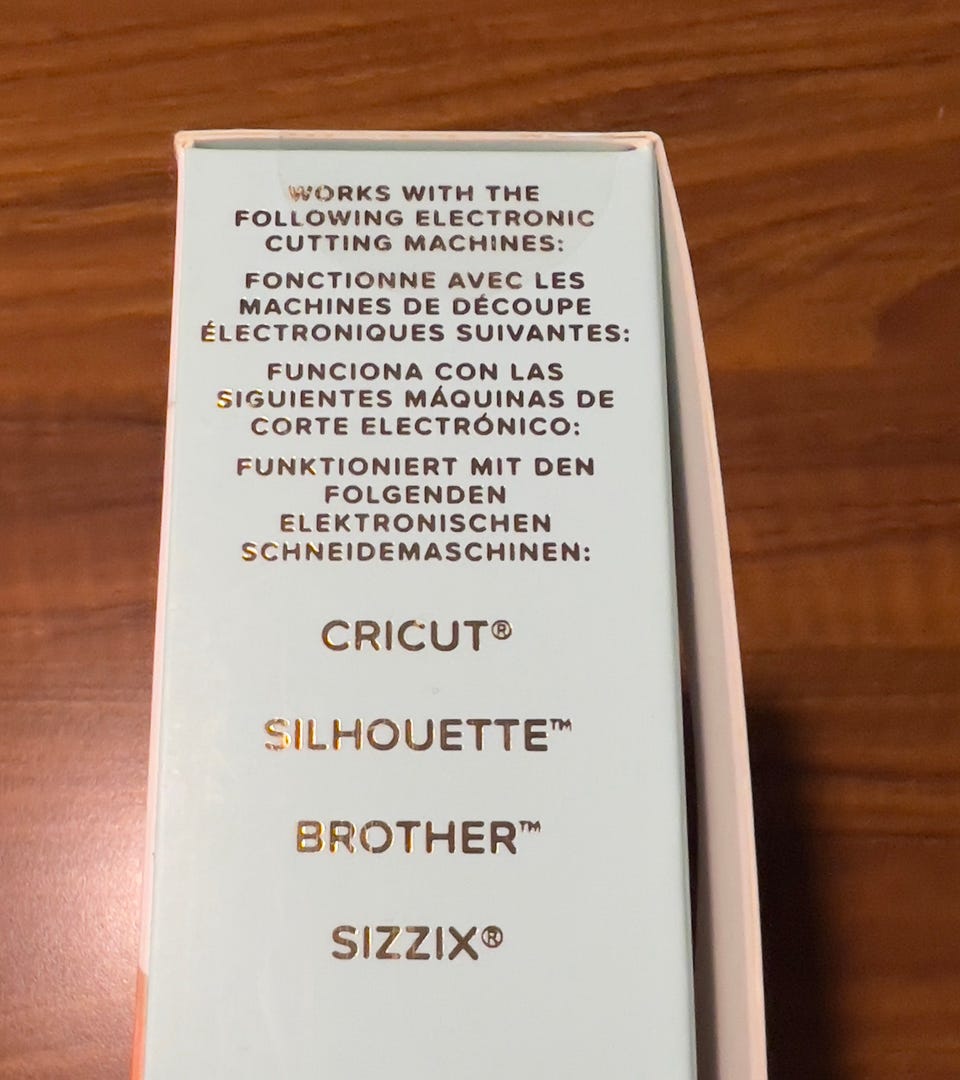 WORKS WITH THE
FOLLOWING ELECTRONIC
CUTTING MACHINES:
FONCTIONNE AVEC LES
MACHINES DE DÉCOUPE
ÉLECTRONIQUES SUIVANTES:
FUNCIONA CON LAS
SIGUIENTES MÁQUINAS DE
CORTE ELECTRÓNICO:
FUNKTIONIERT MIT DEN
FOLGENDEN
ELEKTRONISCHEN
SCHNEIDEMASCHINEN:
CRICUT®
SILHOUETTE™
BROTHER™
SIZZIX®